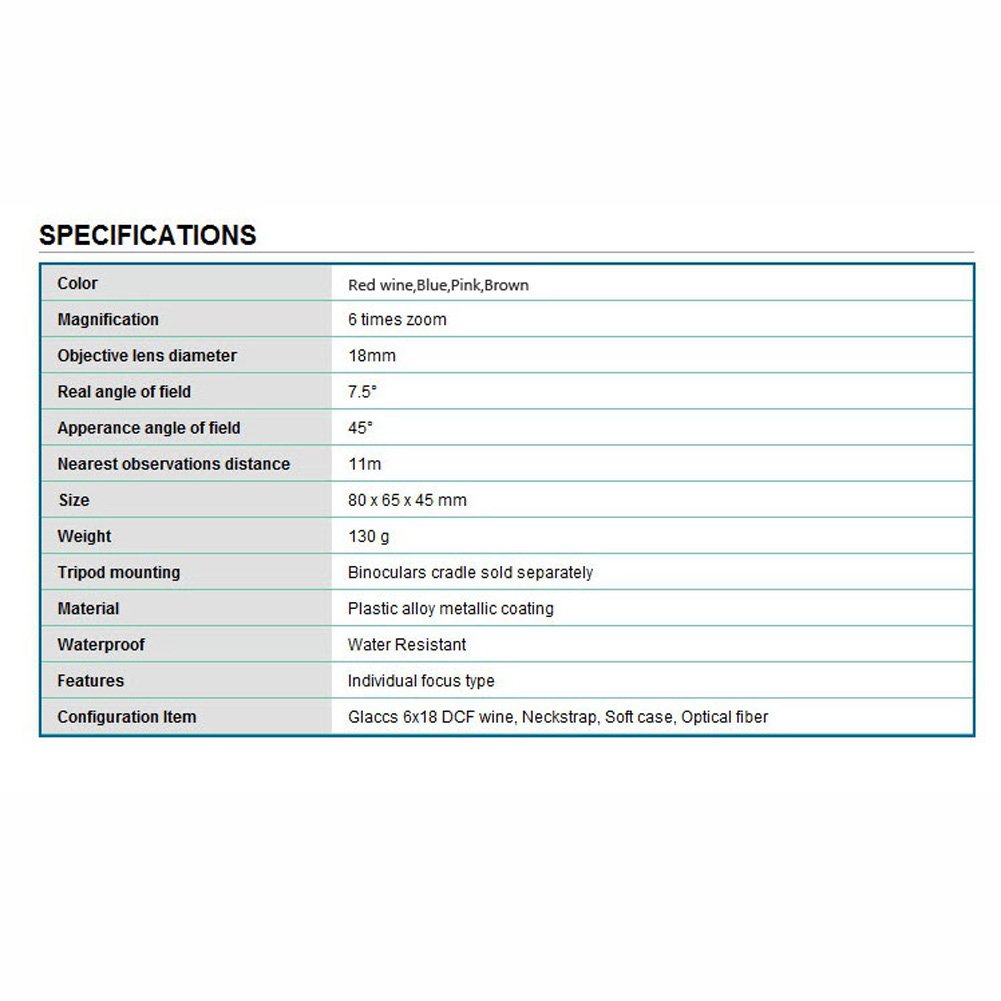 SPECIFICATIONS
Color Red wine,Blue,Pink,Brown
Magnification 6 times zoom
Objective lens diameter 18mm
Real angle of field 7.5°
Apperance angle of field 45°
Nearest observations distance 11m
Size 80 x 65 x 45 mm
Weight 130 g
Tripod mounting Binoculars cradle sold separately
Material Plastic alloy metallic coating
Waterproof Water Resistant
Features Individual focus type
Configuration Item Glaccs 6x18 DCF wine, Neckstrap, Soft case, Optical fiber